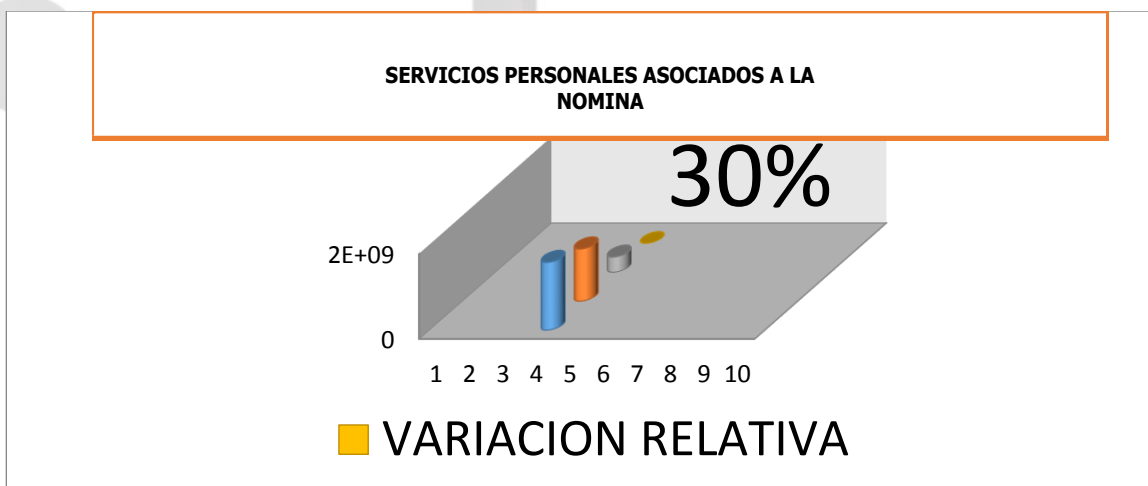 SERVICIOS PERSONALES ASOCIADOS A LA
NOMINA
30%
2E+09
0
1 2 3 4 5 6 7 8 9 10
VARIACION RELATIVA